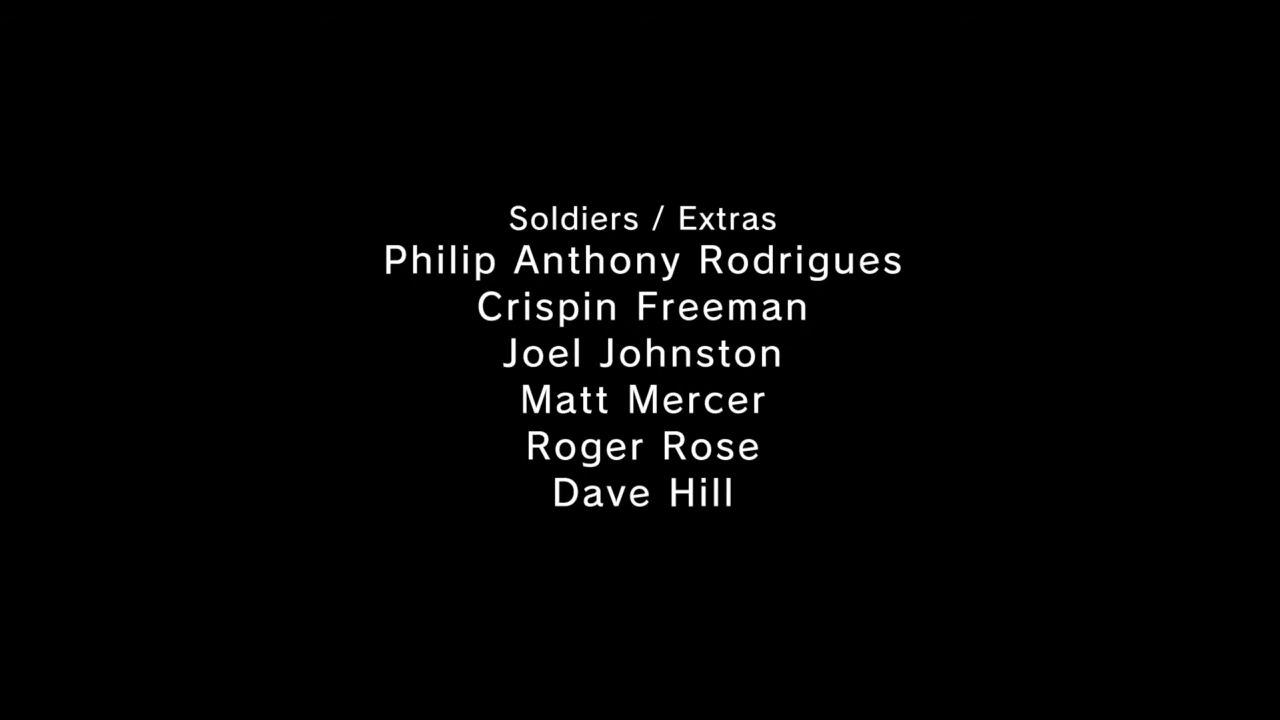 Soldiers / Extras
Philip Anthony Rodrigues
Crispin Freeman
Joel Johnston
Matt Mercer
Roger Rose
Dave Hill